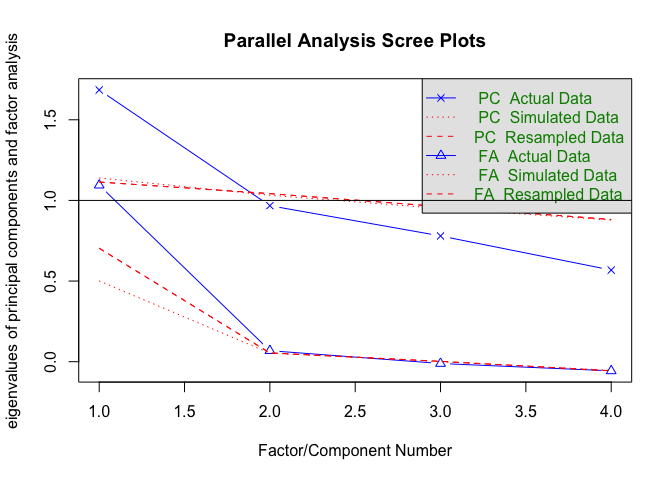 Parallel Analysis Scree Plots
eigenvalues of principal components and factor analysis
1.5
1.0
0.5
0.0
PC Actual Data
PC Simulated Data
PC Resampled Data
FA Actual Data
FA Simulated Data
FA Resampled Data
1.0 1.5 2.0 2.5 3.0 3.5 4.0
Factor/Component Number